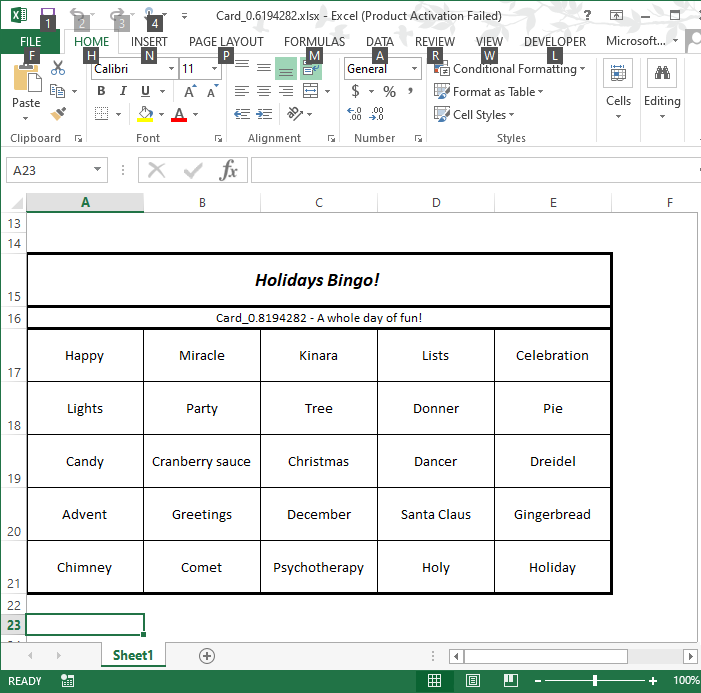 Card_0.6194282.xlsx - Excel (Product Activation Failed)
1 2 3 4
FILE HOME INSERT PAGE LAYOUT FORMULAS DATA REVIEW VIEW DEVELOPER Microsoft...
F H N P M A R W L
Paste
Calibri 11
B I U A A
A
General
$ % ,
Conditional Formatting
Format as Table
Cell Styles
Cells
Editing
Clipboard Font Alignment Number Styles
A23
fx
A B C D E F
13
14
15 Holidays Bingo!
16 Card_0.8194282 - A whole day of fun!
17 Happy Miracle Kinara Lists Celebration
18 Lights Party Tree Donner Pie
19 Candy Cranberry sauce Christmas Dancer Dreidel
20 Advent Greetings December Santa Claus Gingerbread
21 Chimney Comet Psychotherapy Holy Holiday
22
23
Sheet1
READY
100%